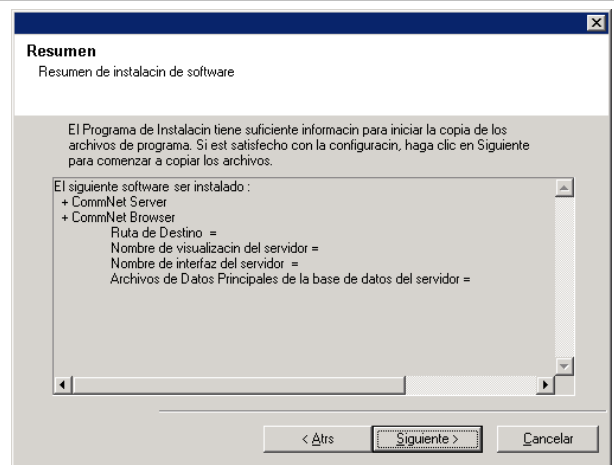 Resumen
Resumen de instalacin de software
El Programa de Instalacin tiene suficiente informacin para iniciar la copia de los
archivos de programa. Si est satisfecho con la configuracin, haga clic en Siguiente
para comenzar a copiar los archivos.
El siguiente software ser instalado :
+ CommNet Server
+ CommNet Browser
Ruta de Destino =
Nombre de visualizacin del servidor =
Nombre de interfaz del servidor =
Archivos de Datos Principales de la base de datos del servidor =
< Atrs Siguiente > Cancelar